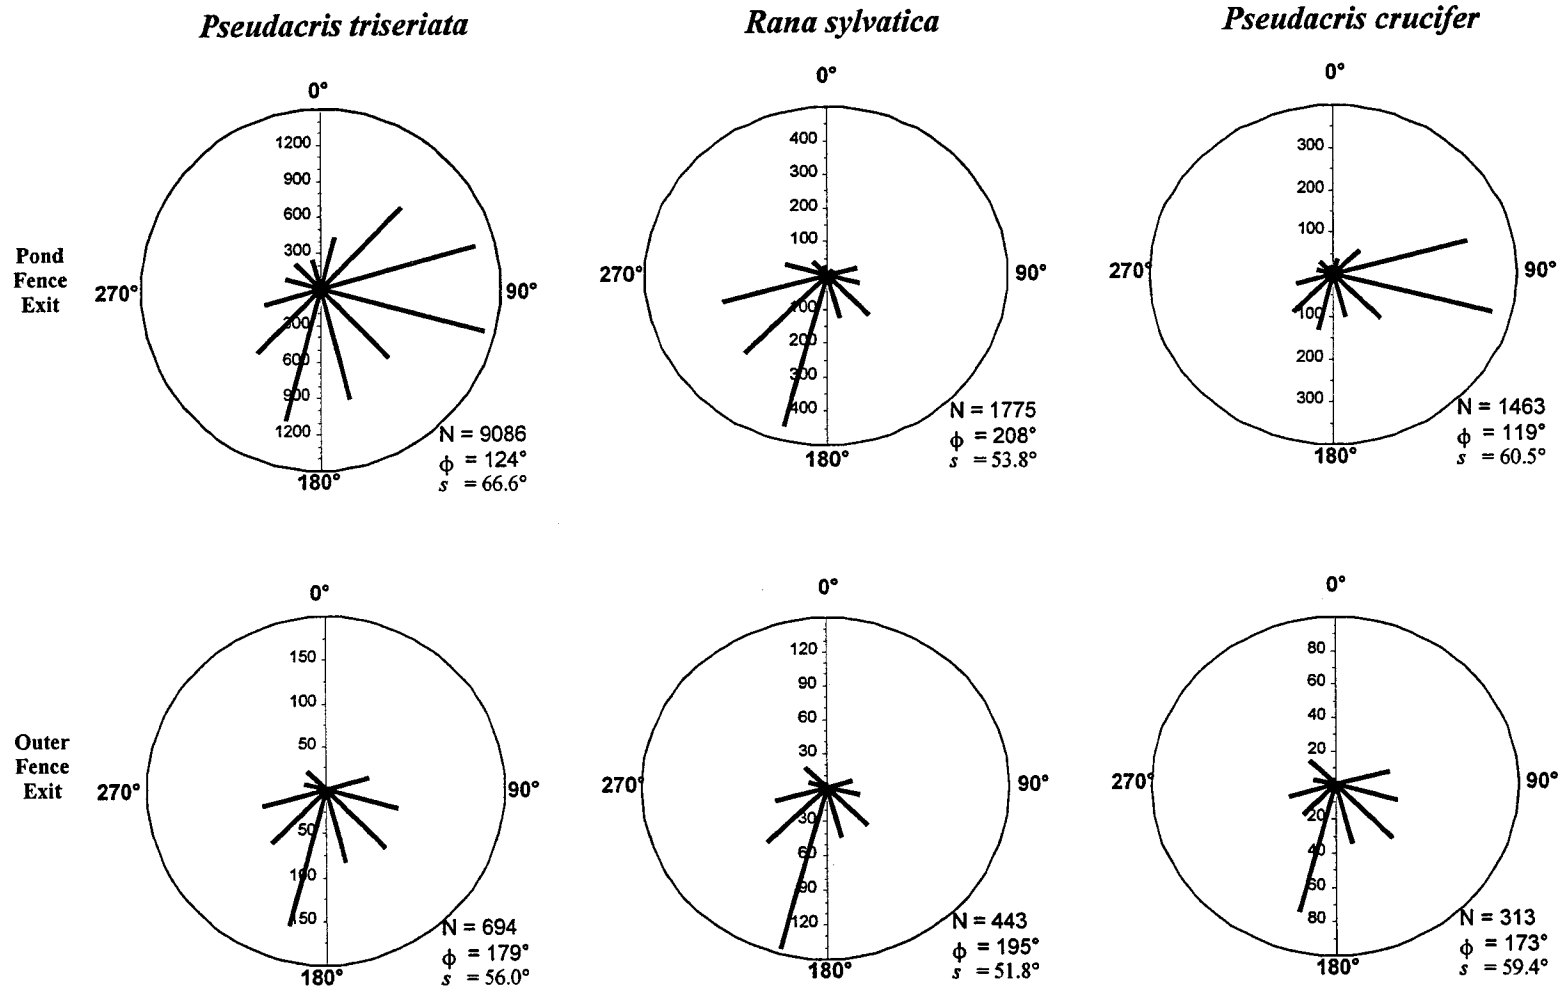 Pseudacris triseriata
Rana sylvatica
Pseudacris crucifer
Pond
Fence
Exit
0°
1200
900
600
300
270°
90°
300
600
900
1200
180°
N = 9086
ϕ = 124°
s = 66.6°
0°
400
300
200
100
270°
90°
100
200
300
400
180°
N = 1775
ϕ = 208°
s = 53.8°
0°
300
200
100
270°
90°
100
200
300
180°
N = 1463
ϕ = 119°
s = 60.5°
Outer
Fence
Exit
0°
150
100
50
270°
90°
50
100
150
180°
N = 694
ϕ = 179°
s = 56.0°
0°
120
90
60
30
270°
90°
30
60
90
120
180°
N = 443
ϕ = 195°
s = 51.8°
0°
80
60
40
20
270°
90°
20
40
60
80
180°
N = 313
ϕ = 173°
s = 59.4°